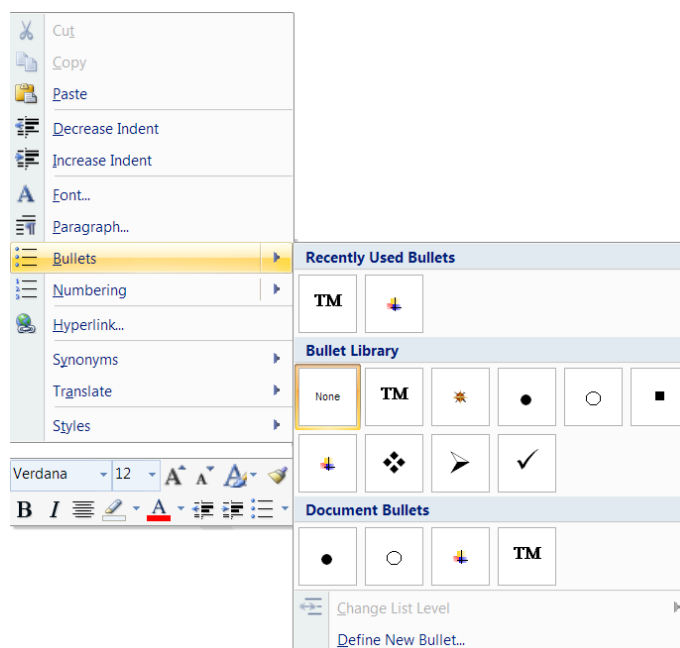 Cut
Copy
Paste
Decrease Indent
Increase Indent
Font...
Paragraph...
Bullets
Numbering
Hyperlink...
Synonyms
Translate
Styles
Verdana 12 A A A
B I A
Recently Used Bullets
TM
Bullet Library
None TM
Document Bullets
TM
Change List Level
Define New Bullet...